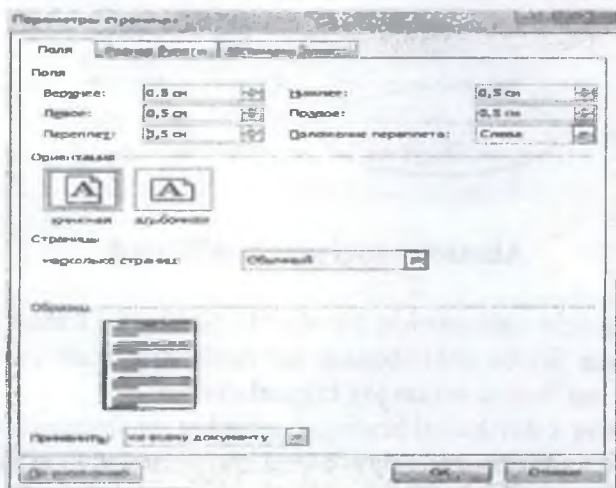 Параметры страницы
Поля
Поля
Верхнее: 0,5 см Нижнее: 0,5 см
Левое: 0,5 см Правое: 0,5 см
Переплет: 0,5 см Положение переплета: Слева
Ориентация
книжная альбомная
Страницы
несколько страниц: Обычный
Образец
Применить: ко всему документу
По умолчанию OK Отмена